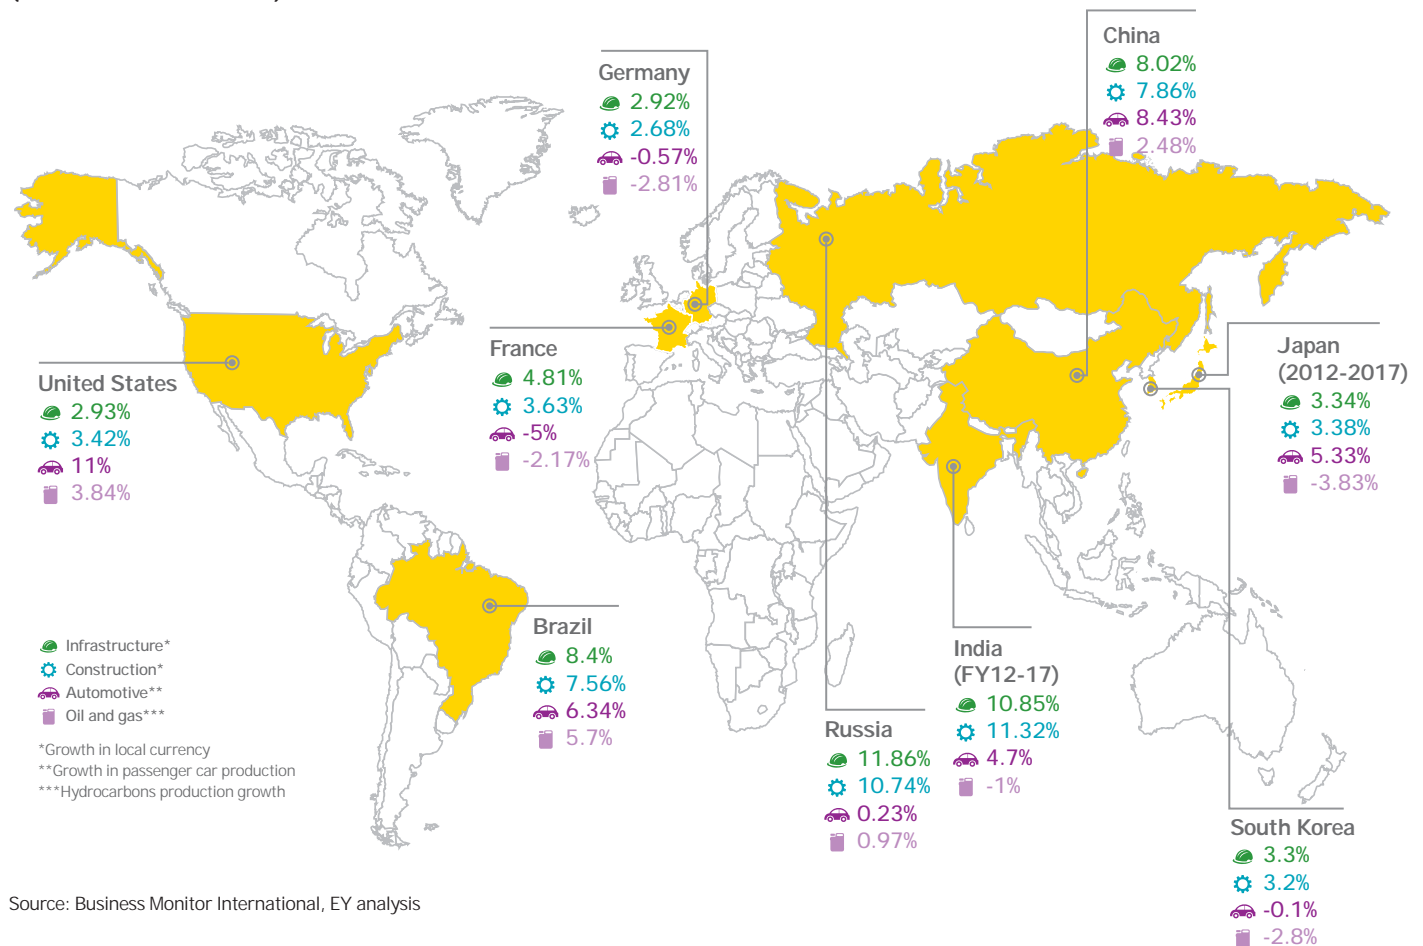 China
8.02%
7.86%
8.43%
2.48%
Germany
2.92%
2.68%
-0.57%
-2.81%
France
4.81%
3.63%
-5%
-2.17%
Japan
(2012-2017)
3.34%
3.38%
5.33%
-3.83%
United States
2.93%
3.42%
11%
3.84%
Brazil
8.4%
7.56%
6.34%
5.7%
India
(FY12-17)
10.85%
11.32%
4.7%
-1%
Russia
11.86%
10.74%
0.23%
0.97%
South Korea
3.3%
3.2%
-0.1%
-2.8%
Infrastructure*
Construction*
Automotive**
Oil and gas***
*Growth in local currency
**Growth in passenger car production
***Hydrocarbons production growth
Source: Business Monitor International, EY analysis